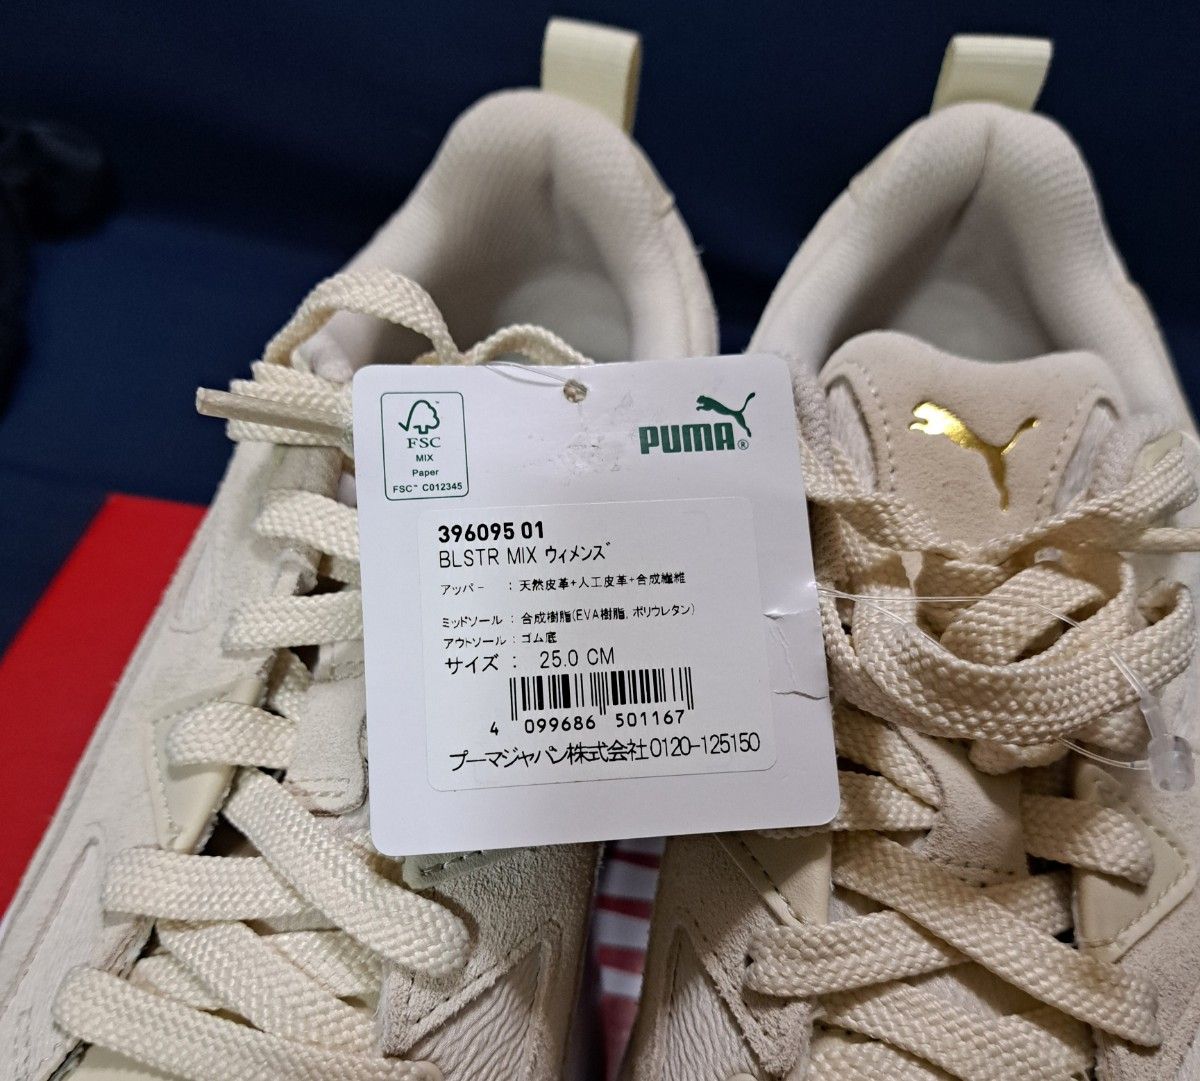 FSC
MIX
Paper
FSC™ C012345
PUMA®
396095 01
BLSTR MIX ウィメンズ
アッパー : 天然皮革+人工皮革+合成繊維
ミッドソール : 合成樹脂(EVA樹脂, ポリウレタン)
アウトソール : ゴム底
サイズ : 25.0 CM
4 099686 501167
プーマジャパン株式会社 0120-125150